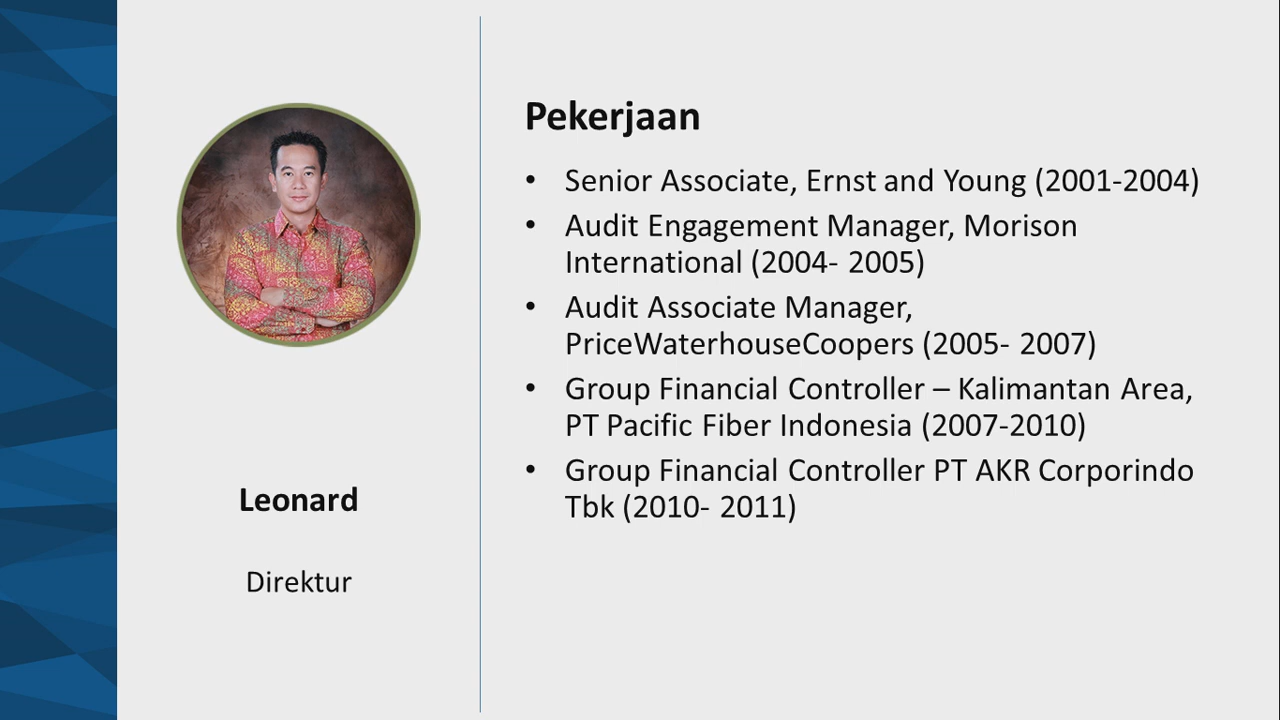 Leonard
Direktur
Pekerjaan
• Senior Associate, Ernst and Young (2001-2004)
• Audit Engagement Manager, Morison
International (2004- 2005)
• Audit Associate Manager,
PriceWaterhouseCoopers (2005- 2007)
• Group Financial Controller – Kalimantan Area,
PT Pacific Fiber Indonesia (2007-2010)
• Group Financial Controller PT AKR Corporindo
Tbk (2010- 2011)